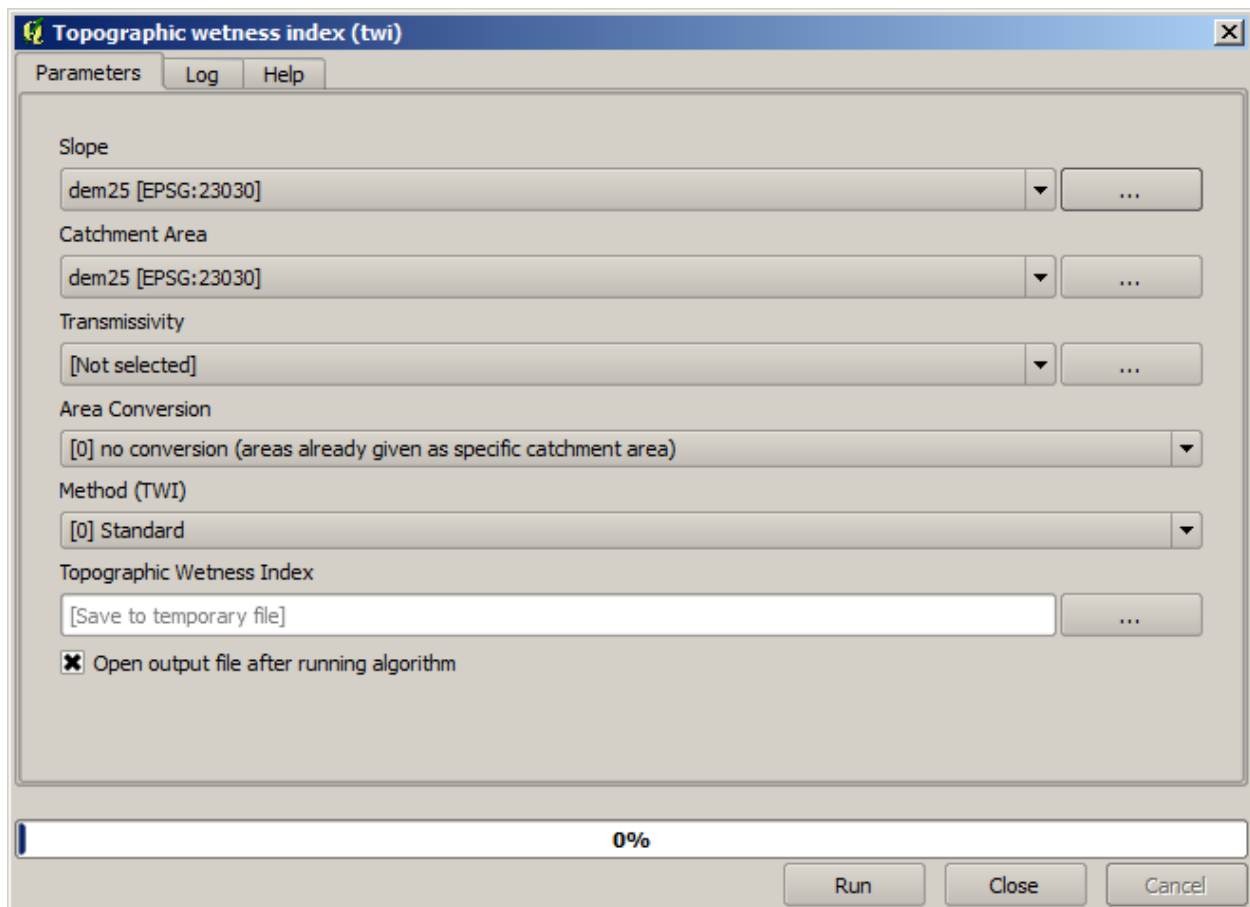 Topographic wetness index (twi)
Parameters Log Help
Slope
dem25 [EPSG:23030]
...
Catchment Area
dem25 [EPSG:23030]
...
Transmissivity
[Not selected]
...
Area Conversion
[0] no conversion (areas already given as specific catchment area)
Method (TWI)
[0] Standard
Topographic Wetness Index
[Save to temporary file]
...
Open output file after running algorithm
0%
Run Close Cancel